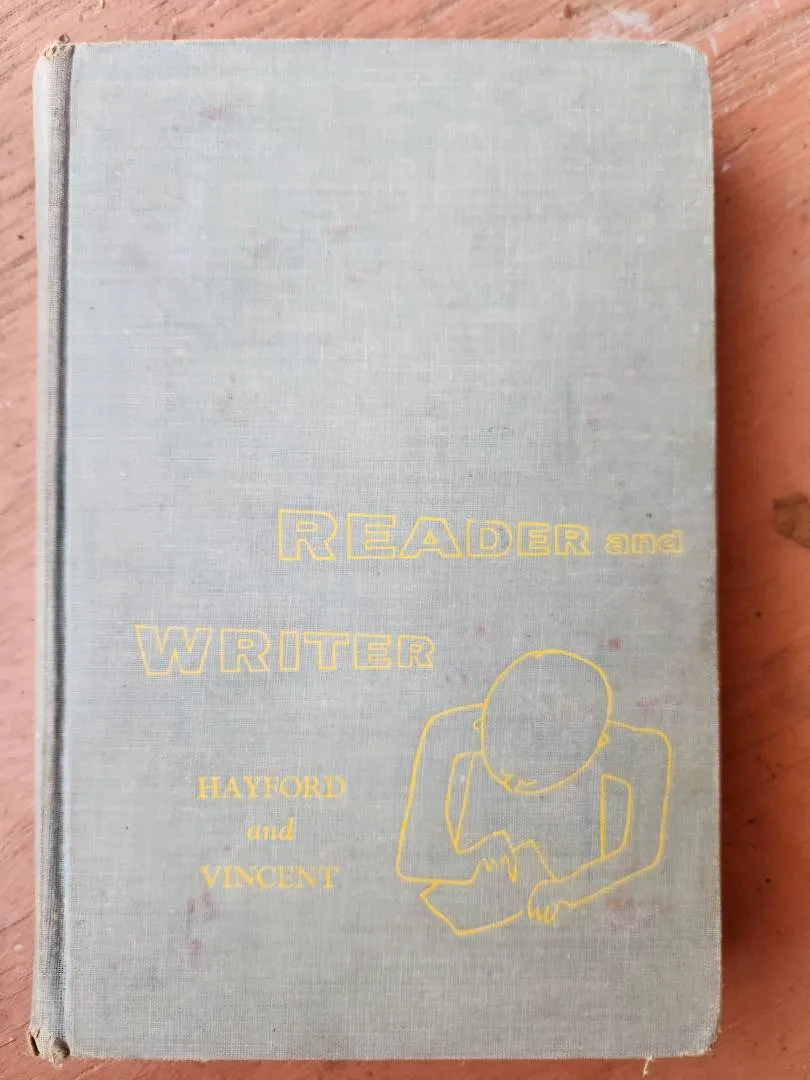 READER and
WRITER
HAYFORD
and
VINCENT